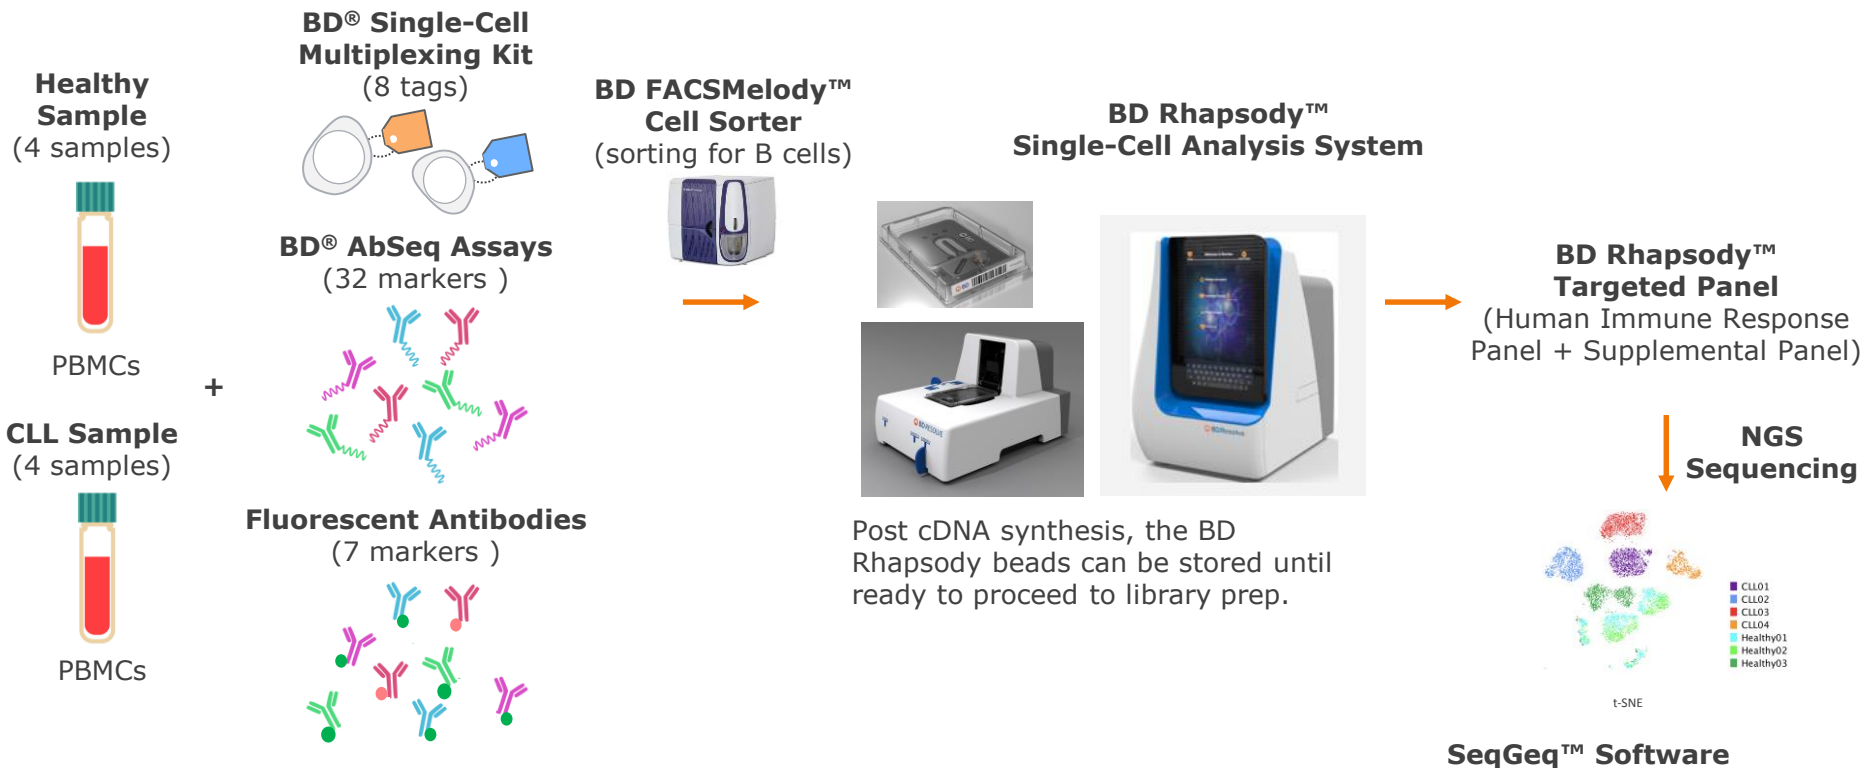 Healthy
Sample
(4 samples)
PBMCs
CLL Sample
(4 samples)
PBMCs
+
BD® Single-Cell
Multiplexing Kit
(8 tags)
BD® AbSeq Assays
(32 markers )
Fluorescent Antibodies
(7 markers )
BD FACSMelody™
Cell Sorter
(sorting for B cells)
BD Rhapsody™
Single-Cell Analysis System
BD
Post cDNA synthesis, the BD
Rhapsody beads can be stored until
ready to proceed to library prep.
BD Rhapsody™
Targeted Panel
(Human Immune Response
Panel + Supplemental Panel)
NGS
Sequencing
CLL01
CLL02
CLL03
CLL04
Healthy01
Healthy02
Healthy03
t-SNE
SeqGeq™ Software